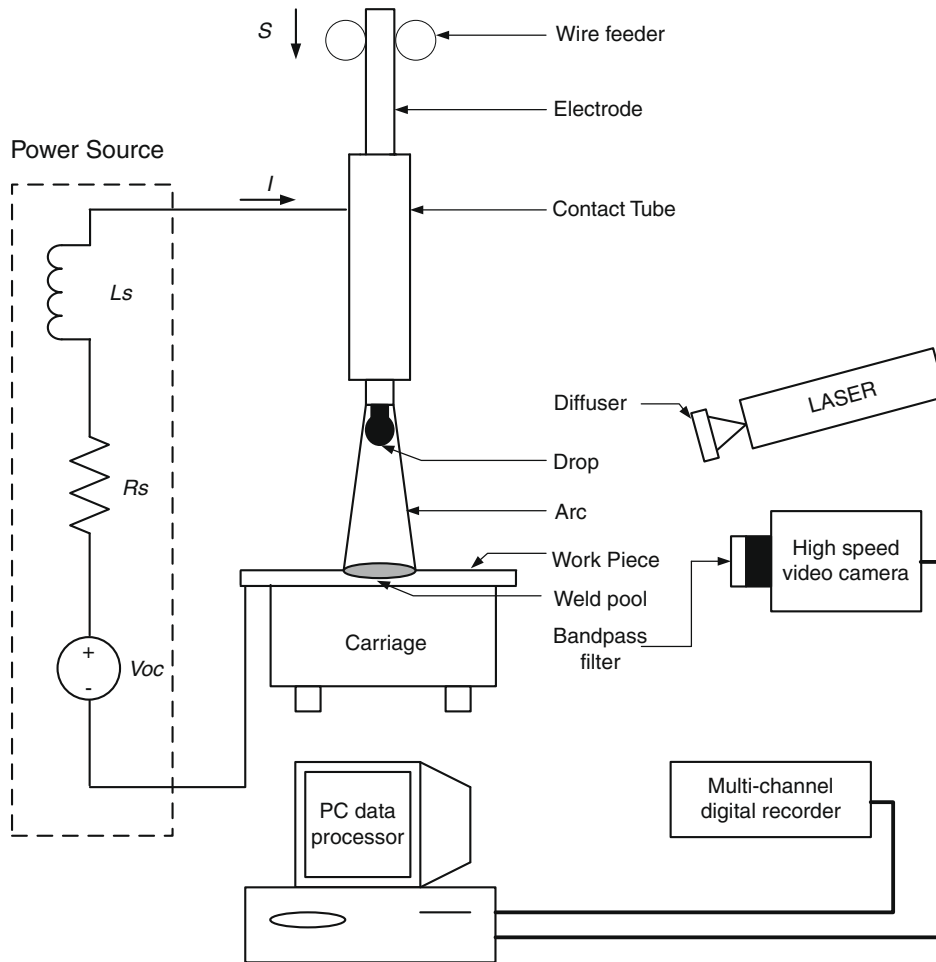 S
Wire feeder
Electrode
Power Source
I
Contact Tube
Ls
LASER
Diffuser
Drop
Rs
Arc
High speed
video camera
Work Piece
Weld pool
Bandpass
filter
Carriage
+
-
Voc
PC data
processor
Multi-channel
digital recorder